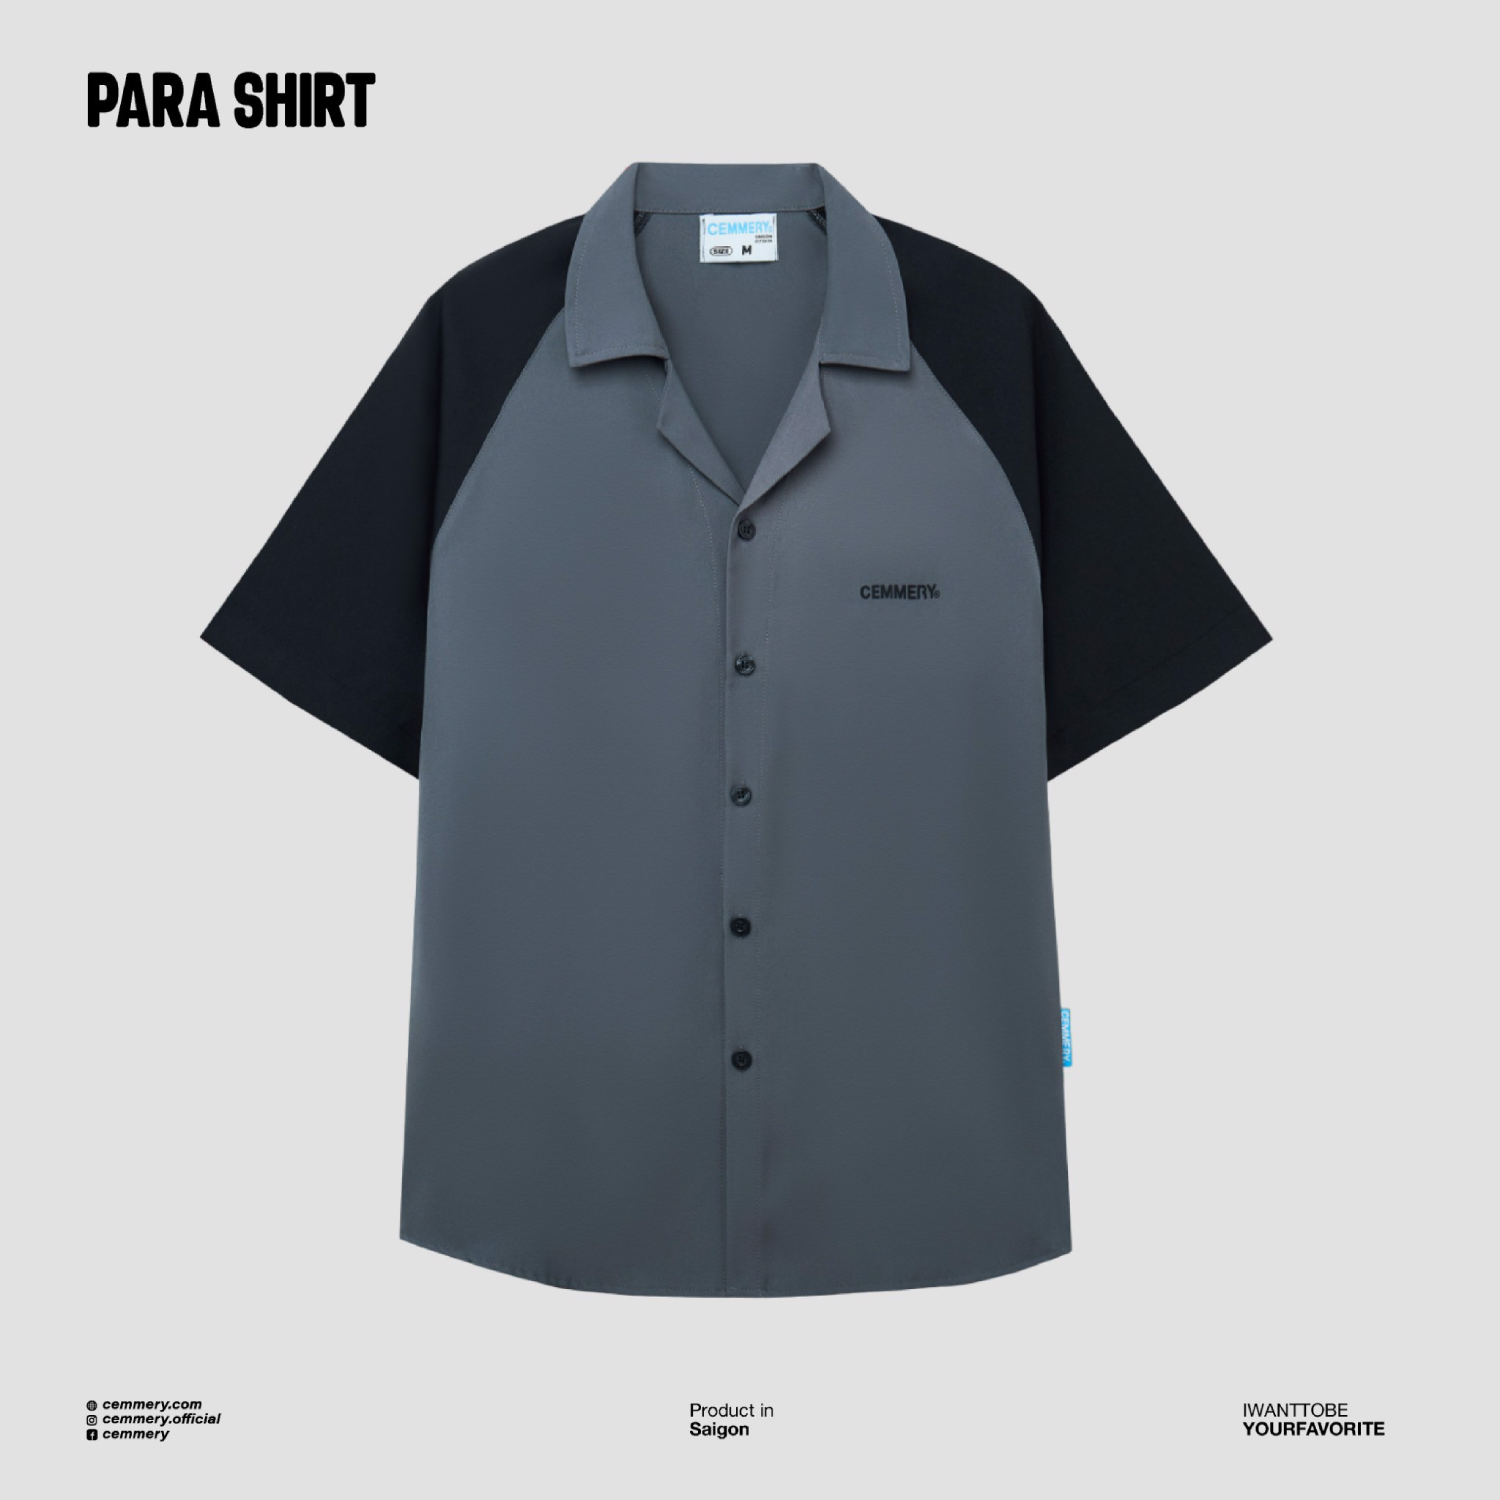 PARA SHIRT
CEMMERY
SIZE M
CEMMERY®
CEMMERY
cemmery.com
cemmery.official
cemmery
Product in
Saigon
IWANTTOBE
YOURFAVORITE